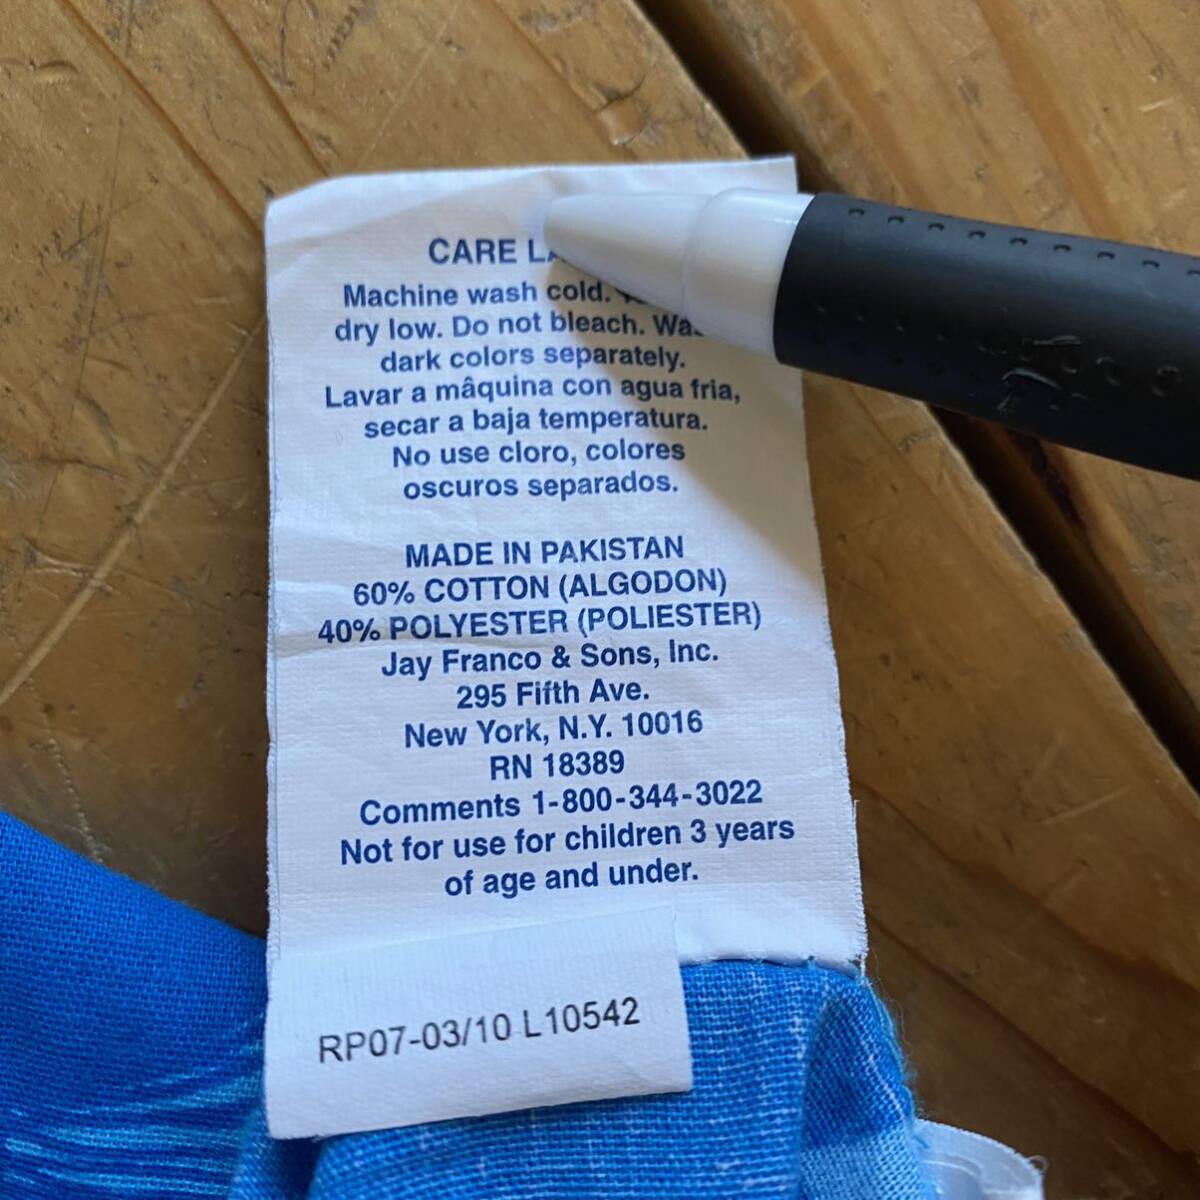 CARE
Machine wash cold.
dry low. Do not bleach.
dark colors separately.
Lavar a mâquina con agua fria,
secar a baja temperatura.
No use cloro, colores
oscuros separados.
MADE IN PAKISTAN
60% COTTON (ALGODON)
40% POLYESTER (POLIESTER)
Jay Franco & Sons, Inc.
295 Fifth Ave.
New York, N.Y. 10016
RN 18389
Comments 1-800-344-3022
Not for use for children 3 years
of age and under.
RP07-03/10 L10542